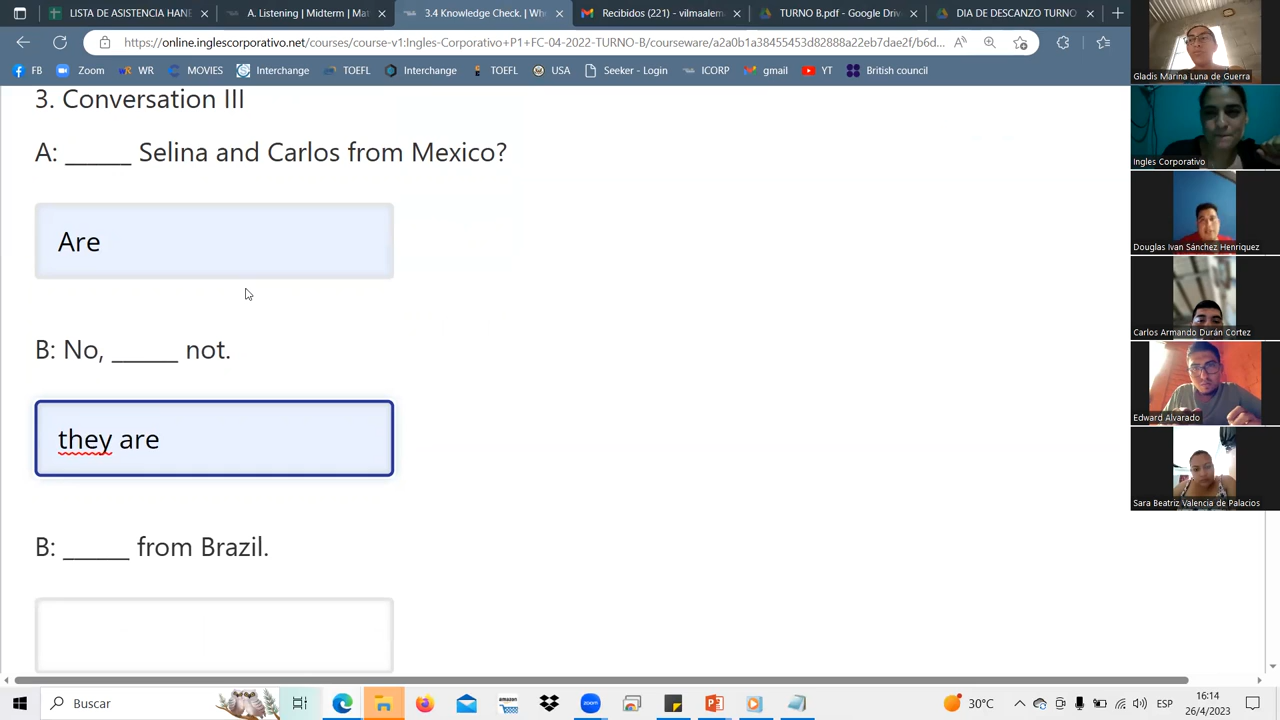 LISTA DE ASISTENCIA HANE
A. Listening | Midterm | Mat
3.4 Knowledge Check. | Wh
Recibidos (221) - vilmaalem
TURNO B.pdf - Google Driv
DIA DE DESCANZO TURNO
https://online.inglescorporativo.net/courses/course-v1:Ingles-Corporativo+P1+FC-04-2022-TURNO-B/courseware/a2a0b1a38455453d82888a22eb7dae2f/b6d...
FB Zoom WR MOVIES Interchange TOEFL Interchange TOEFL USA Seeker - Login ICORP gmail YT British council
3. Conversation III
A: ______ Selina and Carlos from Mexico?
Are
B: No, ______ not.
they are
B: ______ from Brazil.
Gladis Marina Luna de Guerra
Ingles Corporativo
Douglas Ivan Sánchez Henriquez
Carlos Armando Durán Cortez
Edward Alvarado
Sara Beatriz Valencia de Palacios
Buscar
30°C
ESP
16:14
26/4/2023